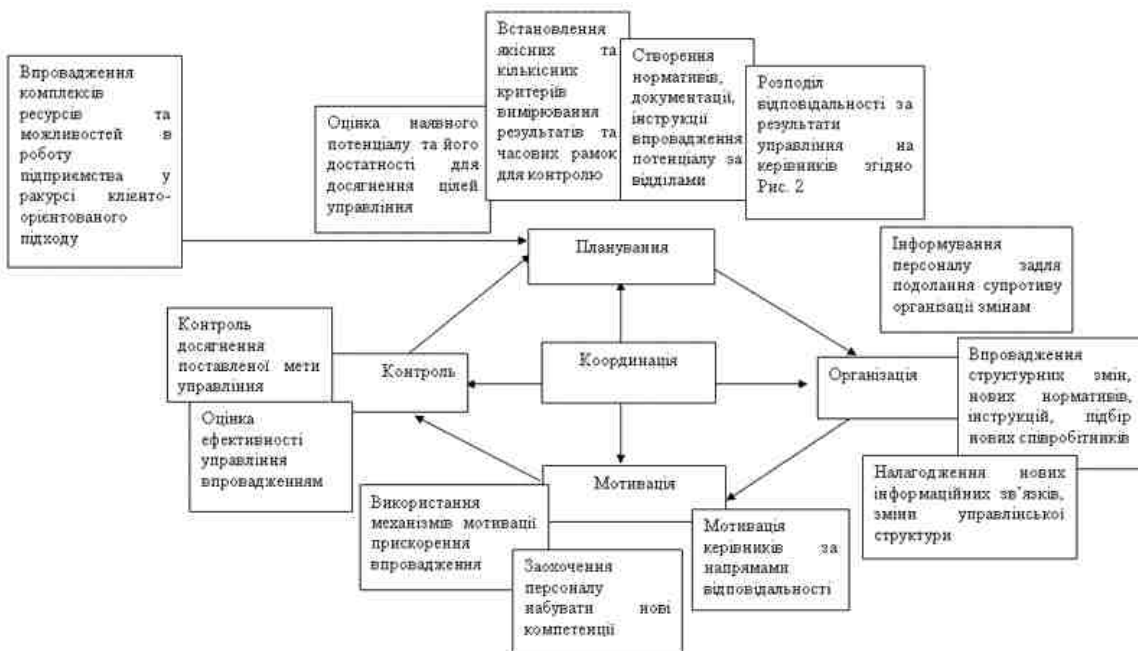 Впровадження
комплексів
ресурсів та
можливостей в
роботу
підприємства у
ракурсі клієнто-
орієнтованого
підходу
Оцінка наявного
потенціалу та його
достатності для
досягнення цілей
управління
Встановлення
якісних та
кількісних
критеріїв
вимірювання
результатів та
часових рамок
для контролю
Створення
нормативів,
документації,
інструкції
впровадження
потенціалу за
відділами
Розподіл
відповідальності за
результати
управління на
керівників згідно
Рис. 2
Планування
Інформування
персоналу задля
подолання супротиву
організації змінам
Контроль
досягнення
поставленої мети
управління
Контроль
Координація
Організація
Впровадження
структурних змін,
нових нормативів,
інструкцій, підбір
нових співробітників
Оцінка
ефективності
управління
впровадженням
Мотивація
Налагодження нових
інформаційних зв'язків,
зміни управлінської
структури
Використання
механізмів мотивації
прискорення
впровадження
Мотивація
керівників за
напрямами
відповідальності
Заохочення
персоналу
набувати нові
компетенції